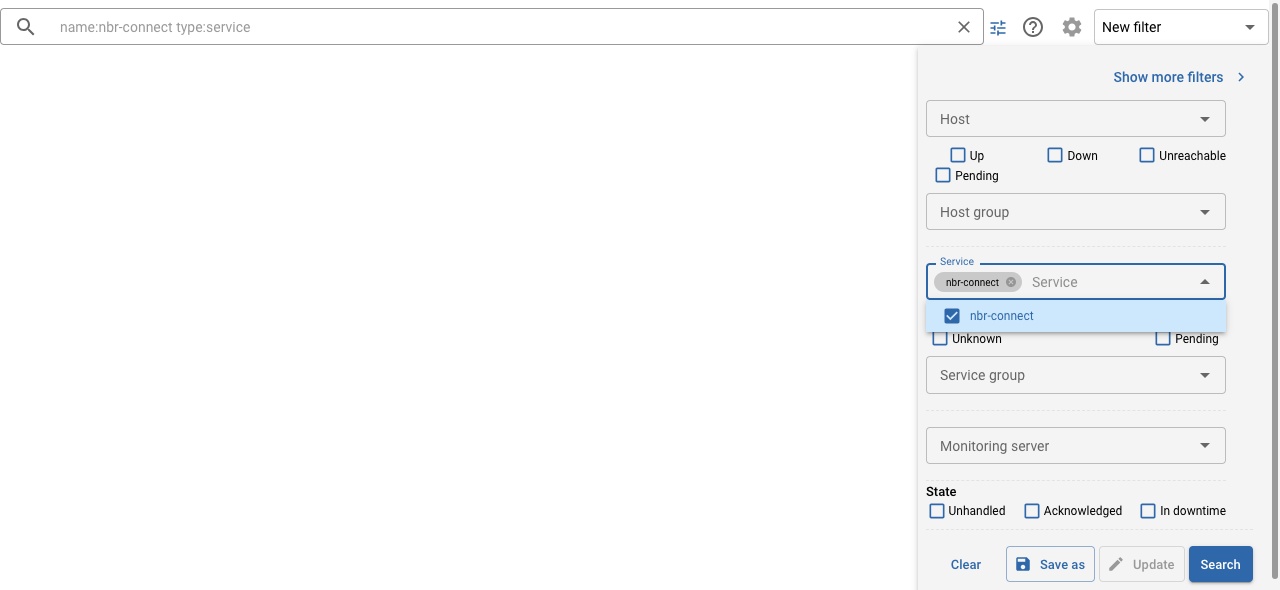 name:nbr-connect type:service
New filter
Show more filters
Host
Up Down Unreachable
Pending
Host group
Service
nbr-connect Service
nbr-connect
Unknown Pending
Service group
Monitoring server
State
Unhandled Acknowledged In downtime
Clear Save as Update Search